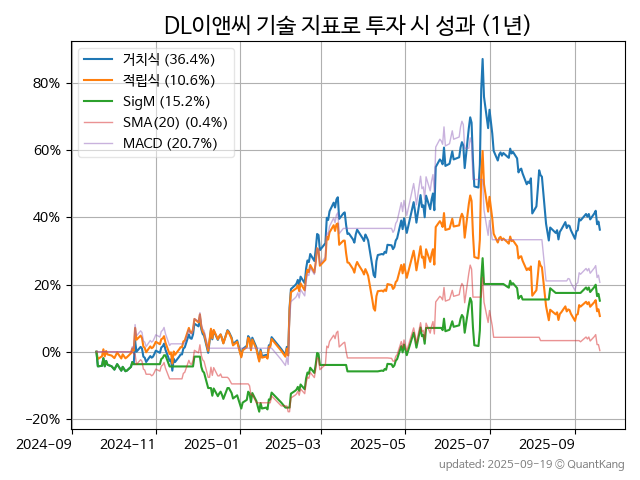 DL이앤씨 기술 지표로 투자 시 성과 (1년)
거치식 (36.4%)
적립식 (10.6%)
SigM (15.2%)
SMA(20) (0.4%)
MACD (20.7%)
80%
60%
40%
20%
0%
−20%
2024-09 2024-11 2025-01 2025-03 2025-05 2025-07 2025-09
updated: 2025-09-19 © QuantKang